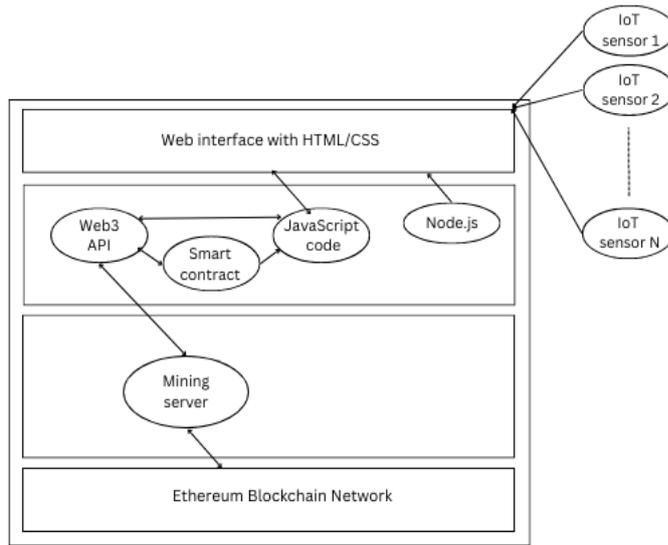 IoT
sensor 1
IoT
sensor 2
Web interface with HTML/CSS
Web3
API
JavaScript
code
Node.js
IoT
sensor N
Smart
contract
Mining
server
Ethereum Blockchain Network